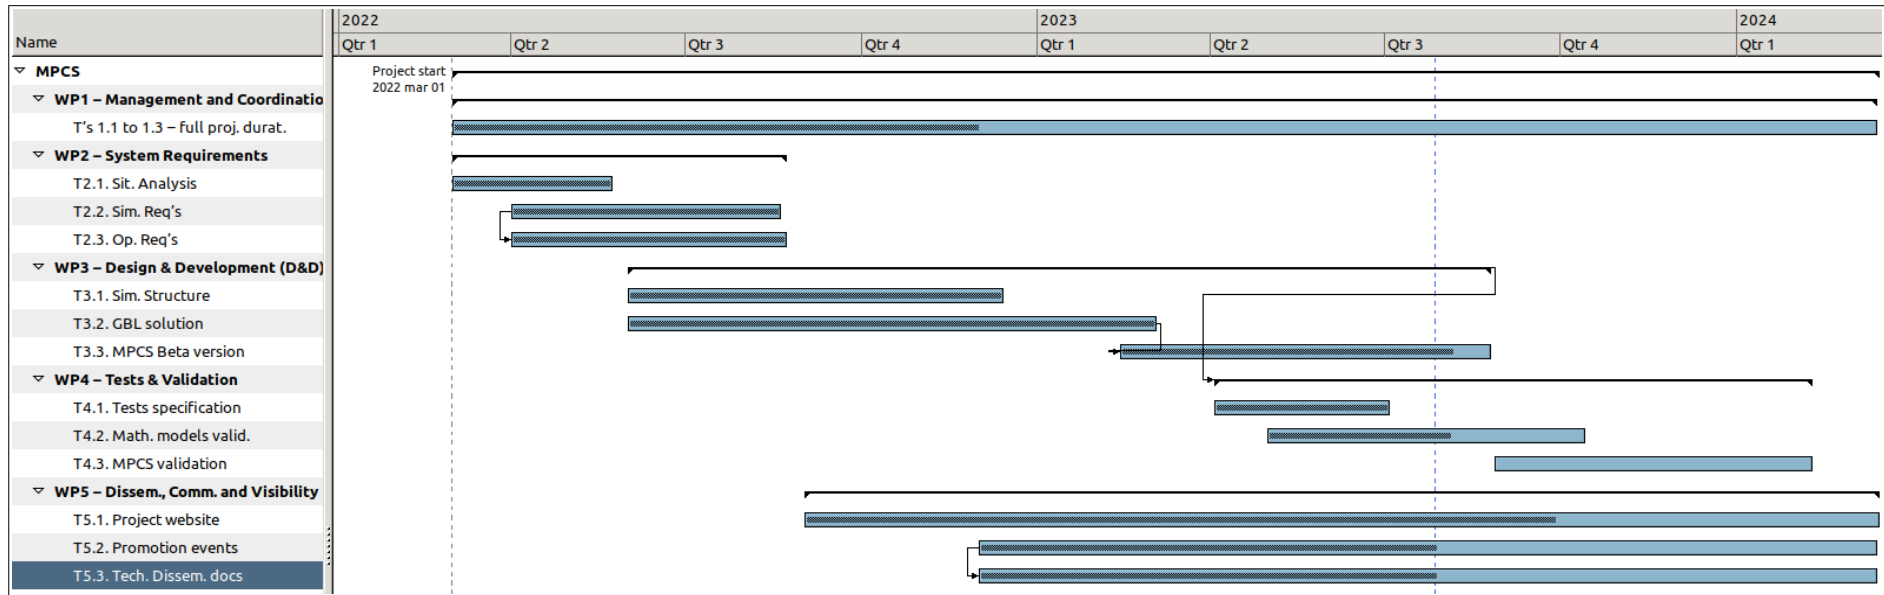 2022 2023 2024
Name Qtr 1 Qtr 2 Qtr 3 Qtr 4 Qtr 1 Qtr 2 Qtr 3 Qtr 4 Qtr 1
MPCS
Project start
2022 mar 01
WP1 – Management and Coordinatio
T's 1.1 to 1.3 – full proj. durat.
WP2 – System Requirements
T2.1. Sit. Analysis
T2.2. Sim. Req's
T2.3. Op. Req's
WP3 – Design & Development (D&D)
T3.1. Sim. Structure
T3.2. GBL solution
T3.3. MPCS Beta version
WP4 – Tests & Validation
T4.1. Tests specification
T4.2. Math. models valid.
T4.3. MPCS validation
WP5 – Dissem., Comm. and Visibility
T5.1. Project website
T5.2. Promotion events
T5.3. Tech. Dissem. docs